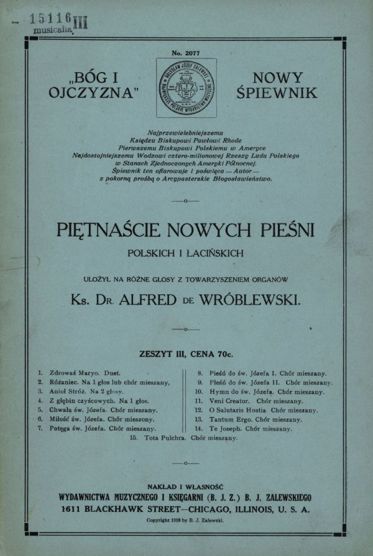 15116 III
musicalia
No. 2077
„BÓG I OJCZYZNA"
NOWY ŚPIEWNIK
Najprzewielebniejszemu
Księdzu Biskupowi Pawłowi Rhode
Pierwszemu Biskupowi Polskiemu w Ameryce
Najdostojniejszemu Wodzowi cztero-milionowej Rzeszy Ludu Polskiego
w Stanach Zjednoczonych Ameryki Północnej.
Śpiewnik ten offarowuje i poświęca — Autor —
z pokorną prośbą o Arcypasterskie Błogosławieństwo.
PIĘTNAŚCIE NOWYCH PIEŚNI
POLSKICH I ŁACIŃSKICH
UŁOŻYŁ NA RÓŻNE GŁOSY Z TOWARZYSZENIEM ORGANÓW
Ks. Dr. ALFRED DE WRÓBLEWSKI.
ZESZYT III, CENA 70c.
1. Zdrowaś Maryo. Duet.
2. Różaniec. Na 1 głos lub chór mieszany,
3. Anioł Stróż. Na 2 głosy.
4. Z głębin czyścowych. Na 1 głos.
5. Chwała św. Józefa. Chór mieszany.
6. Miłość św. Józefa. Chór mieszony.
7. Potęga św. Józefa. Chór mieszany.
8. Pieśń do św. Józefa I. Chór mieszany.
9. Pieśń do św. Józefa II. Chór mieszany.
10. Hymn do św. Józefa. Chór mieszany.
11. Veni Creator. Chór mieszany.
12. O Salutaris Hostia Chór mieszany.
13. Tantum Ergo. Chór mieszany.
14. Te Joseph. Chór mieszany.
15. Tota Pulchra. Chór mieszany.
NAKŁAD I WŁASNOŚĆ
WYDAWNICTWA MUZYCZNEGO I KSIĘGARNI (B. J. Z.) B. J. ZALEWSKIEGO
1611 BLACKHAWK STREET—CHICAGO, ILLINOIS, U. S. A.
Copyright 1918 by B. J. Zalewski.